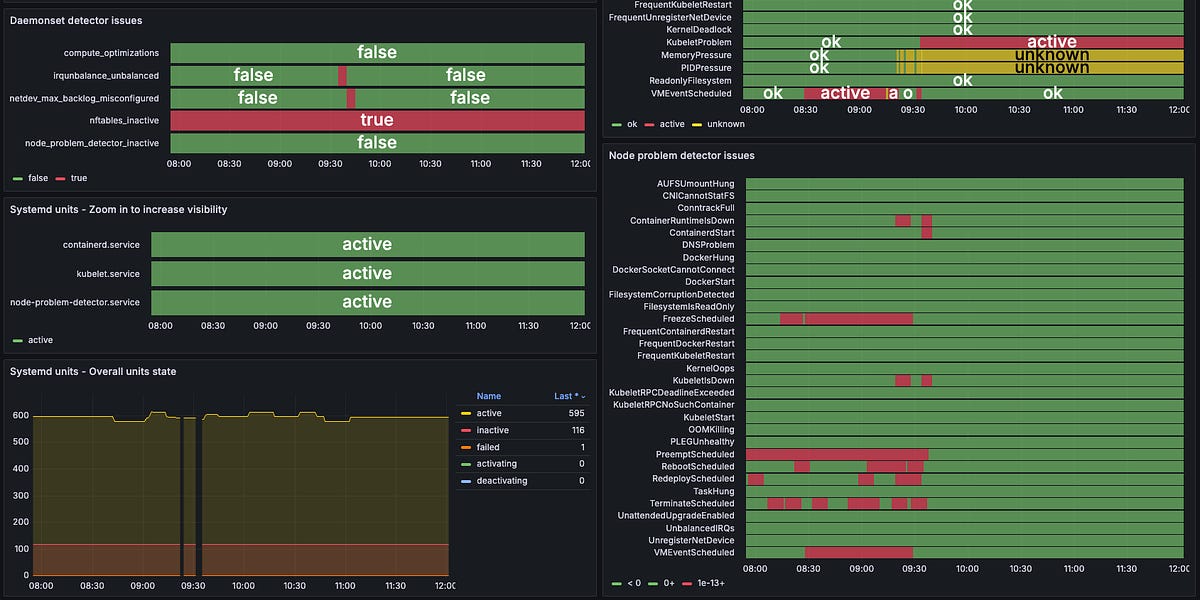 Daemonset detector issues
compute_optimizations false
irqunbalance_unbalanced false false
netdev_max_backlog_misconfigured false false
nftables_inactive true
node_problem_detector_inactive false
08:00 08:30 09:00 09:30 10:00 10:30 11:00 11:30 12:00
false true
Systemd units - Zoom in to increase visibility
containerd.service active
kubelet.service active
node-problem-detector.service active
08:00 08:30 09:00 09:30 10:00 10:30 11:00 11:30 12:00
active
Systemd units - Overall units state
600
500
400
300
200
100
0
08:00 08:30 09:00 09:30 10:00 10:30 11:00 11:30 12:00
Name Last *
active 595
inactive 116
failed 1
activating 0
deactivating 0
FrequentKubeletRestart ok
FrequentUnregisterNetDevice ok
KernelDeadlock ok
KubeletProblem ok active
MemoryPressure ok unknown
PIDPressure ok unknown
ReadonlyFilesystem ok
VMEventScheduled ok active a o ok
08:00 08:30 09:00 09:30 10:00 10:30 11:00 11:30 12:00
ok active unknown
Node problem detector issues
AUFSUmountHung
CNICannotStatFS
ConntrackFull
ContainerRuntimeIsDown
ContainerdStart
DNSProblem
DockerHung
DockerSocketCannotConnect
DockerStart
FilesystemCorruptionDetected
FilesystemIsReadOnly
FreezeScheduled
FrequentContainerdRestart
FrequentDockerRestart
FrequentKubeletRestart
KernelOops
KubeletIsDown
KubeletRPCDeadlineExceeded
KubeletRPCNoSuchContainer
KubeletStart
OOMKilling
PLEGUnhealthy
PreemptScheduled
RebootScheduled
RedeployScheduled
TaskHung
TerminateScheduled
UnattendedUpgradeEnabled
UnbalancedIRQs
UnregisterNetDevice
VMEventScheduled
08:00 08:30 09:00 09:30 10:00 10:30 11:00 11:30 12:00
< 0 0+ 1e-13+